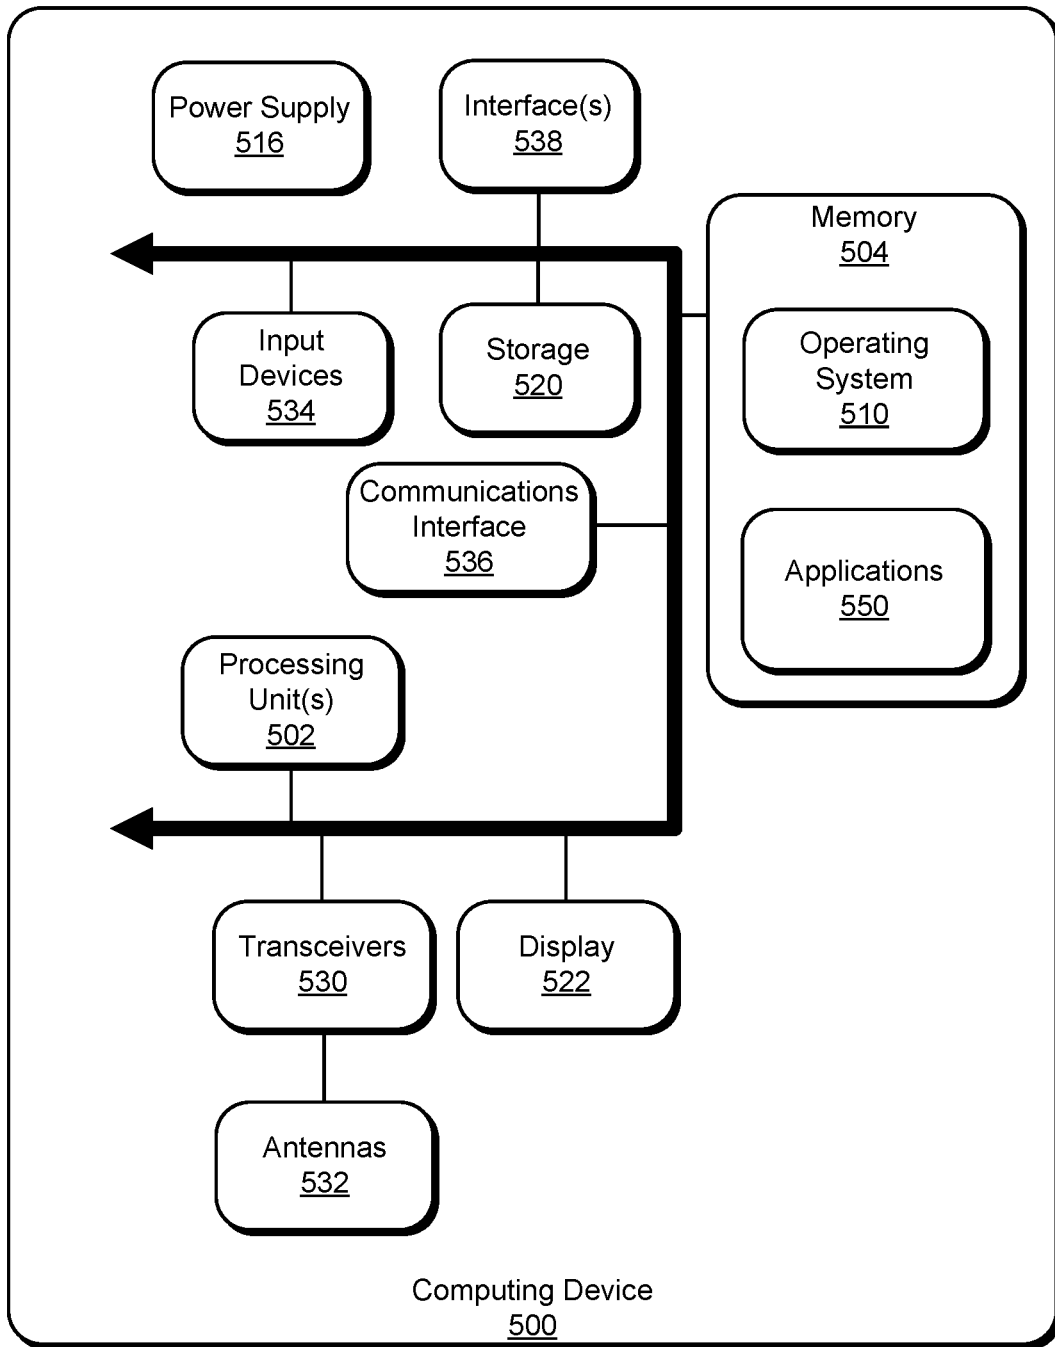 Power Supply
516
Interface(s)
538
Memory
504
Input
Devices
534
Storage
520
Operating
System
510
Communications
Interface
536
Applications
550
Processing
Unit(s)
502
Transceivers
530
Display
522
Antennas
532
Computing Device
500